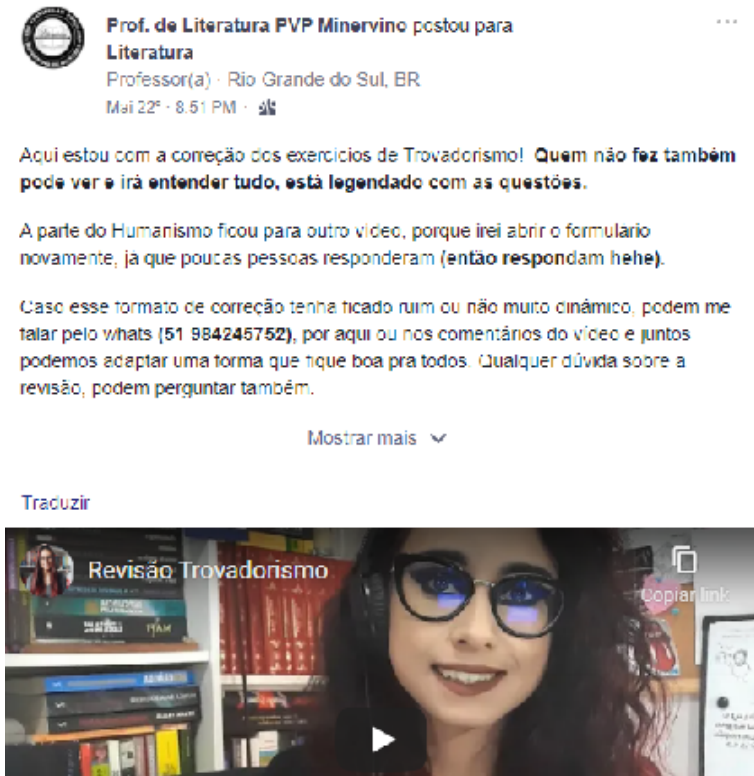 Prof. de Literatura PVP Minervino postou para
Literatura
Professor(a) · Rio Grande do Sul, BR
Mai 22º · 8:51 PM ·
Aqui estou com a correção dos exercícios de Trovadorismo! Quem não fez também
pode ver e irá entender tudo, está legendado com as questões.
A parte do Humanismo ficou para outro vídeo, porque irei abrir o formulário
novamente, já que poucas pessoas responderam (então respondam hehe).
Caso esse formato de correção tenha ficado ruim ou não muito dinâmico, podem me
falar pelo whats (51 984245752), por aqui ou nos comentários do vídeo e juntos
podemos adaptar uma forma que fique boa pra todos. Qualquer dúvida sobre a
revisão, podem perguntar também.
Mostrar mais
Traduzir
Revisão Trovadorismo
Copiar link